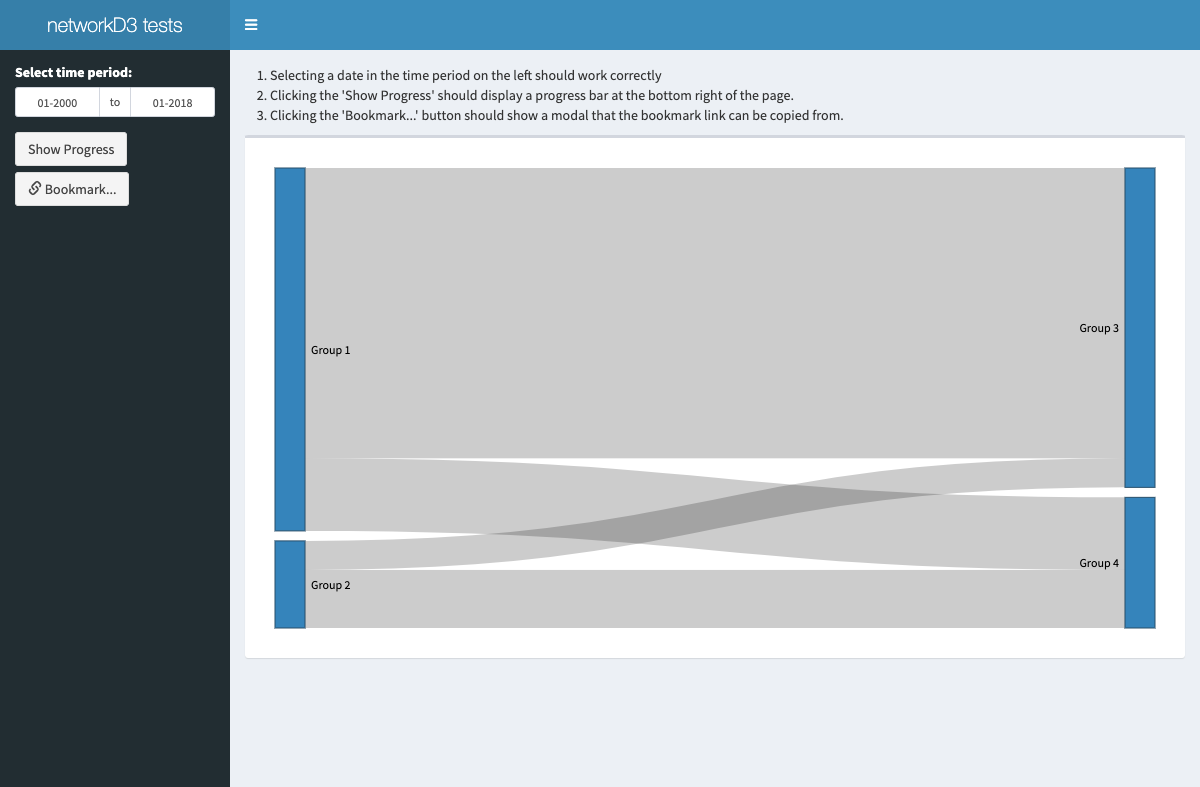 networkD3 tests
Select time period:
01-2000 to 01-2018
Show Progress
Bookmark...
1. Selecting a date in the time period on the left should work correctly
2. Clicking the 'Show Progress' should display a progress bar at the bottom right of the page.
3. Clicking the 'Bookmark...' button should show a modal that the bookmark link can be copied from.
Group 3
Group 1
Group 4
Group 2